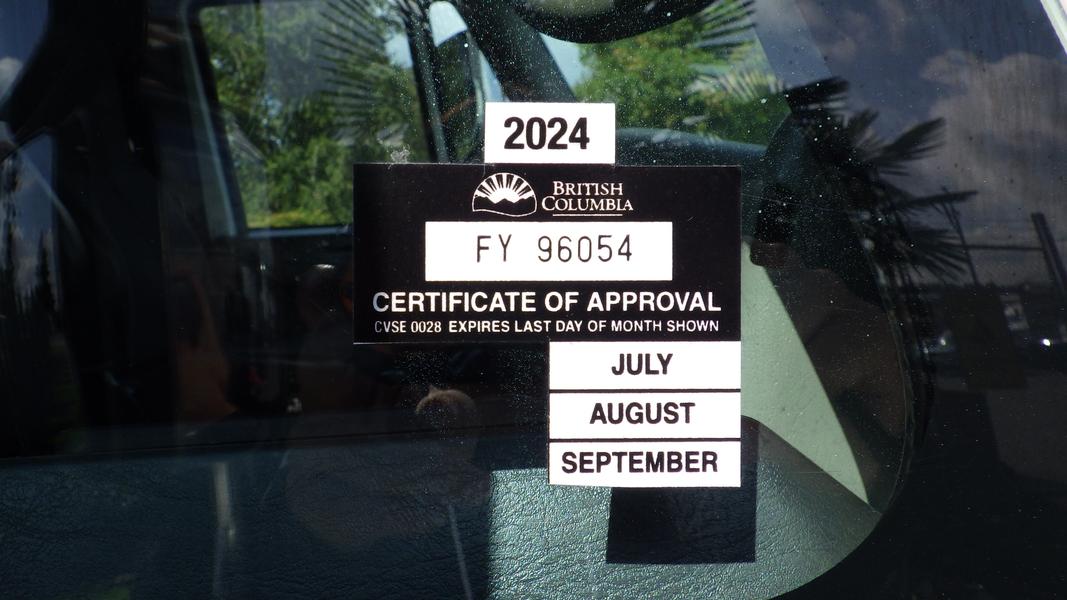 2024
BRITISH
COLUMBIA
FY 96054
CERTIFICATE OF APPROVAL
CVSE 0028 EXPIRES LAST DAY OF MONTH SHOWN
JULY
AUGUST
SEPTEMBER